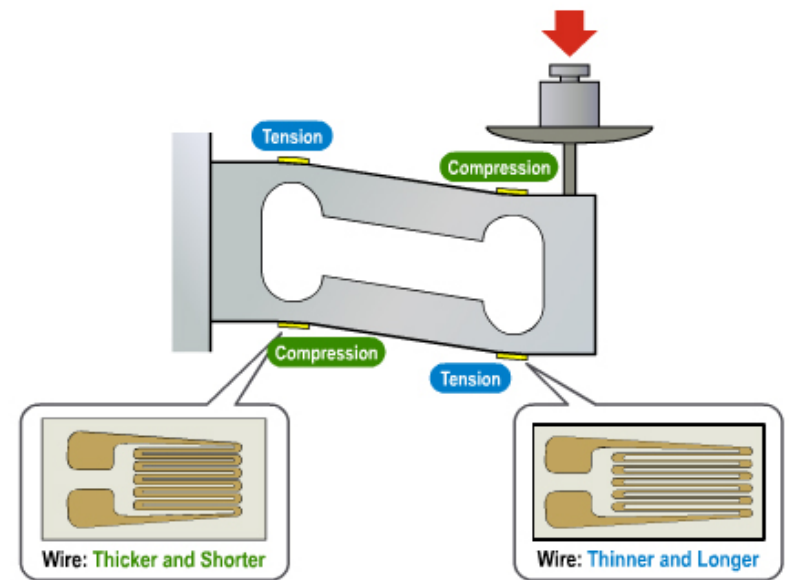 Tension
Compression
Compression
Tension
Wire: Thicker and Shorter
Wire: Thinner and Longer